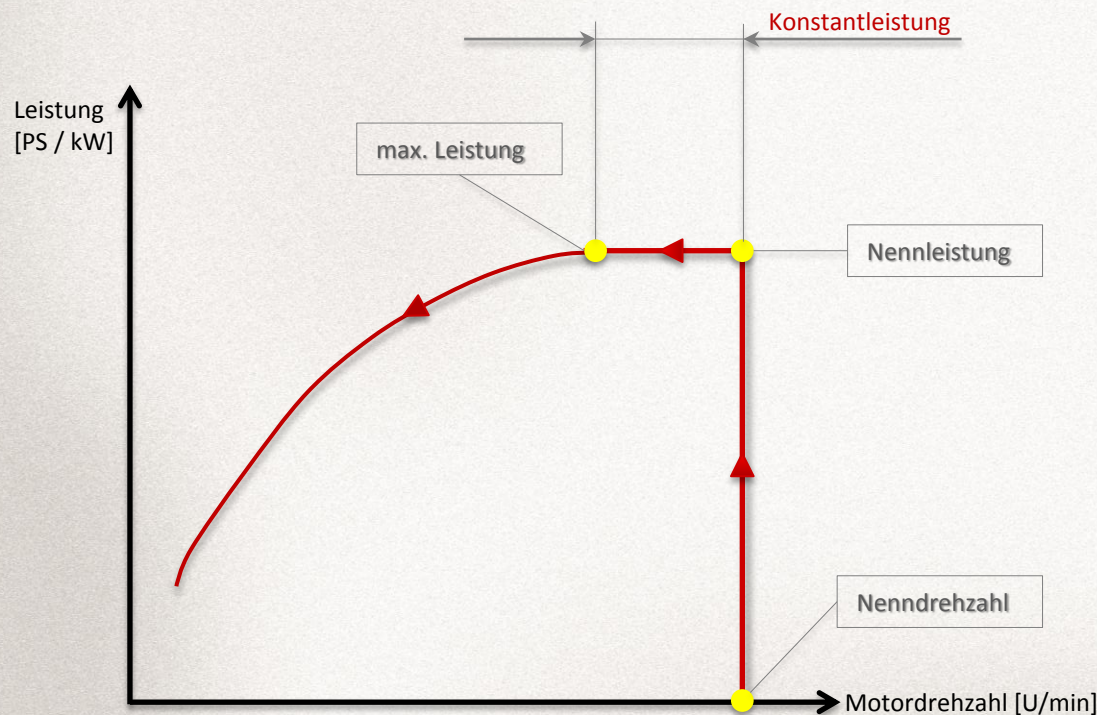 Konstantleistung
Leistung
[PS / kW]
max. Leistung
Nennleistung
Nenndrehzahl
Motordrehzahl [U/min]